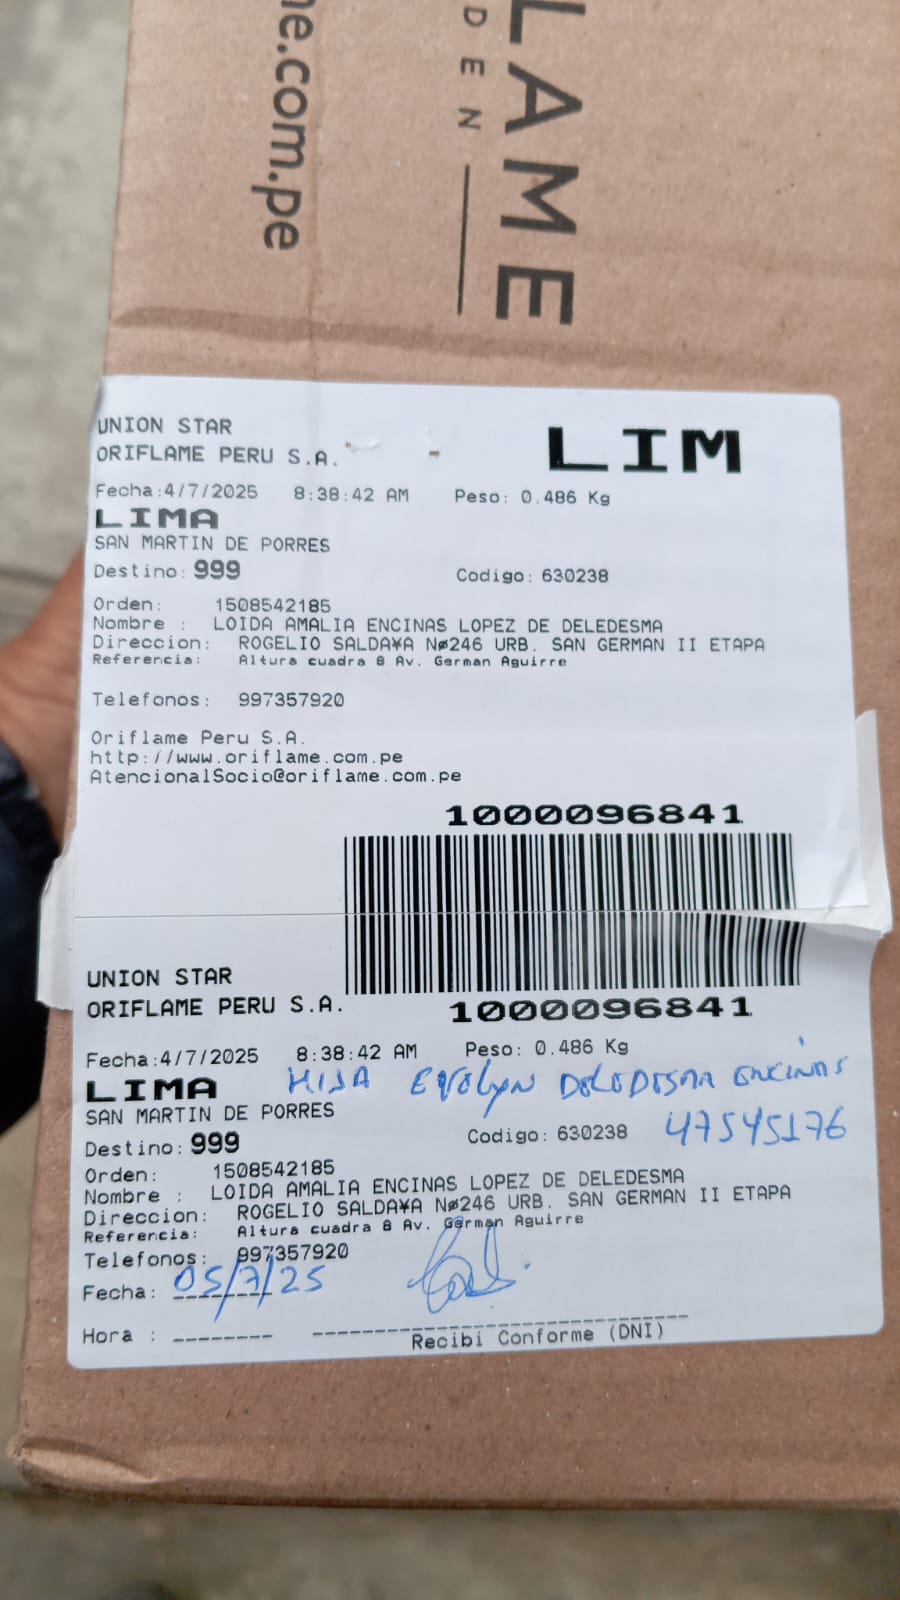 ne.com.pe
LAME
DEN
UNION STAR
ORIFLAME PERU S.A.
LIM
Fecha:4/7/2025 8:38:42 AM Peso: 0.486 Kg
LIMA
SAN MARTIN DE PORRES
Destino: 999 Codigo: 630238
Orden: 1508542185
Nombre : LOIDA AMALIA ENCINAS LOPEZ DE DELEDESMA
Direccion: ROGELIO SALDA¥A Nø246 URB. SAN GERMAN II ETAPA
Referencia: Altura cuadra 8 Av. German Aguirre
Telefonos: 997357920
Oriflame Peru S.A.
http://www.oriflame.com.pe
AtencionalSocio@oriflame.com.pe
1000096841
UNION STAR
ORIFLAME PERU S.A.
1000096841
Fecha:4/7/2025 8:38:42 AM Peso: 0.486 Kg
LIMA HIJA Evelyn DELEDESMA ENCINAS
SAN MARTIN DE PORRES
Destino: 999 Codigo: 630238 47545176
Orden: 1508542185
Nombre : LOIDA AMALIA ENCINAS LOPEZ DE DELEDESMA
Direccion: ROGELIO SALDA¥A Nø246 URB. SAN GERMAN II ETAPA
Referencia: Altura cuadra 8 Av. German Aguirre
Telefonos: 997357920
Fecha: 05/7/25
Hora :
Recibi Conforme (DNI)